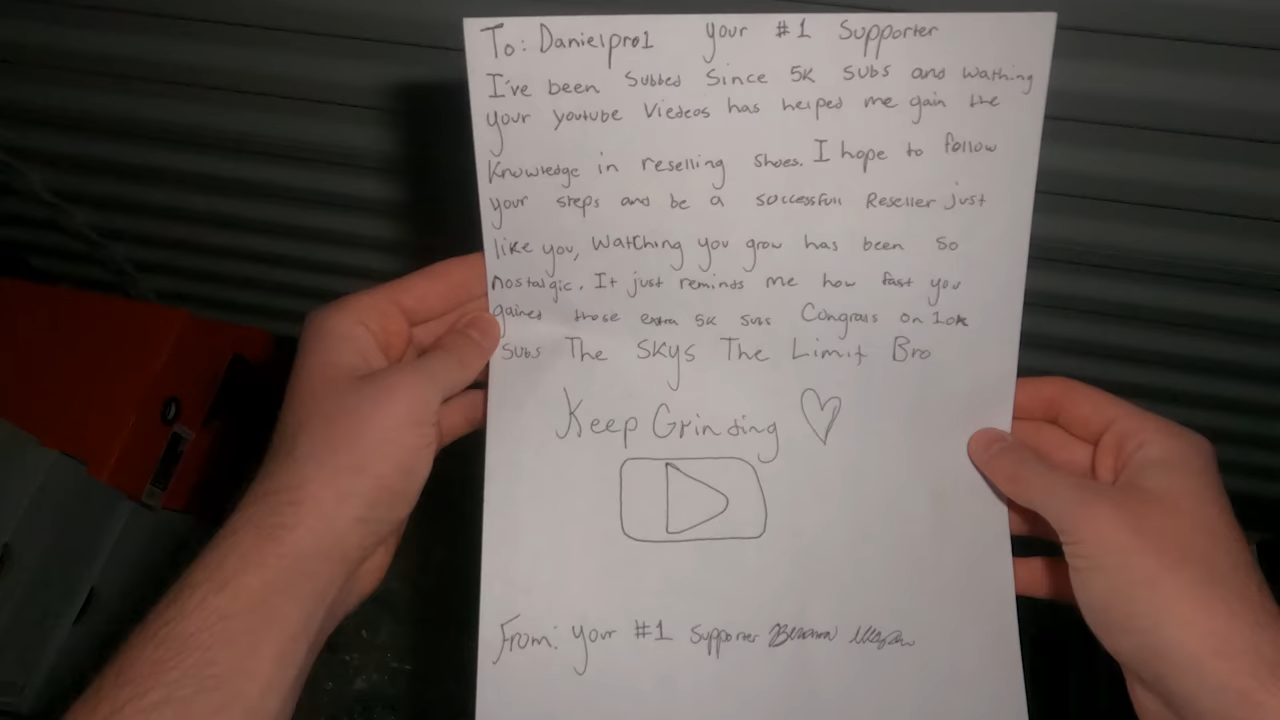 To: Danielpro1 your #1 Supporter
I've been Subbed Since 5K subs and wathing
your youtube Viedeos has helped me gain the
Knowledge in reselling shoes. I hope to follow
your steps and be a soccessfull Reseller just
like you, Watching you grow has been so
nostalgic. It just reminds me how fast you
gained those extra 5K subs Congrats on 10k
subs The SKys The Limit Bro
Keep Grinding
From: your #1 Supporter